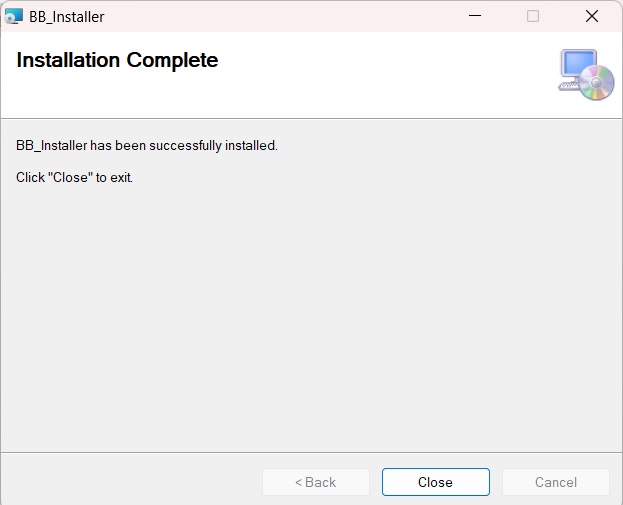 BB_Installer
Installation Complete
BB_Installer has been successfully installed.
Click "Close" to exit.
< Back
Close
Cancel